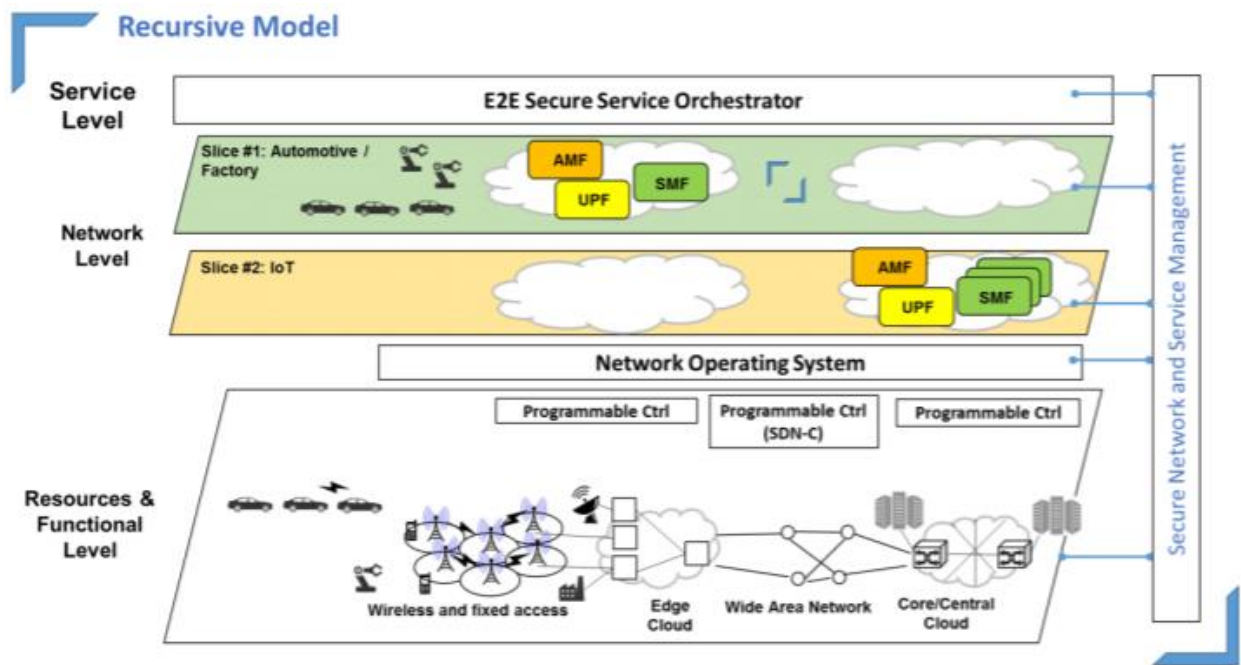 Recursive Model
Service
Level
E2E Secure Service Orchestrator
Slice #1: Automotive /
Factory
AMF
UPF
SMF
Network
Level
Slice #2: IoT
AMF
UPF
SMF
Network Operating System
Programmable Ctrl
Programmable Ctrl
(SDN-C)
Programmable Ctrl
Resources &
Functional
Level
Wireless and fixed access
Edge
Cloud
Wide Area Network
Core/Central
Cloud
Secure Network and Service Management